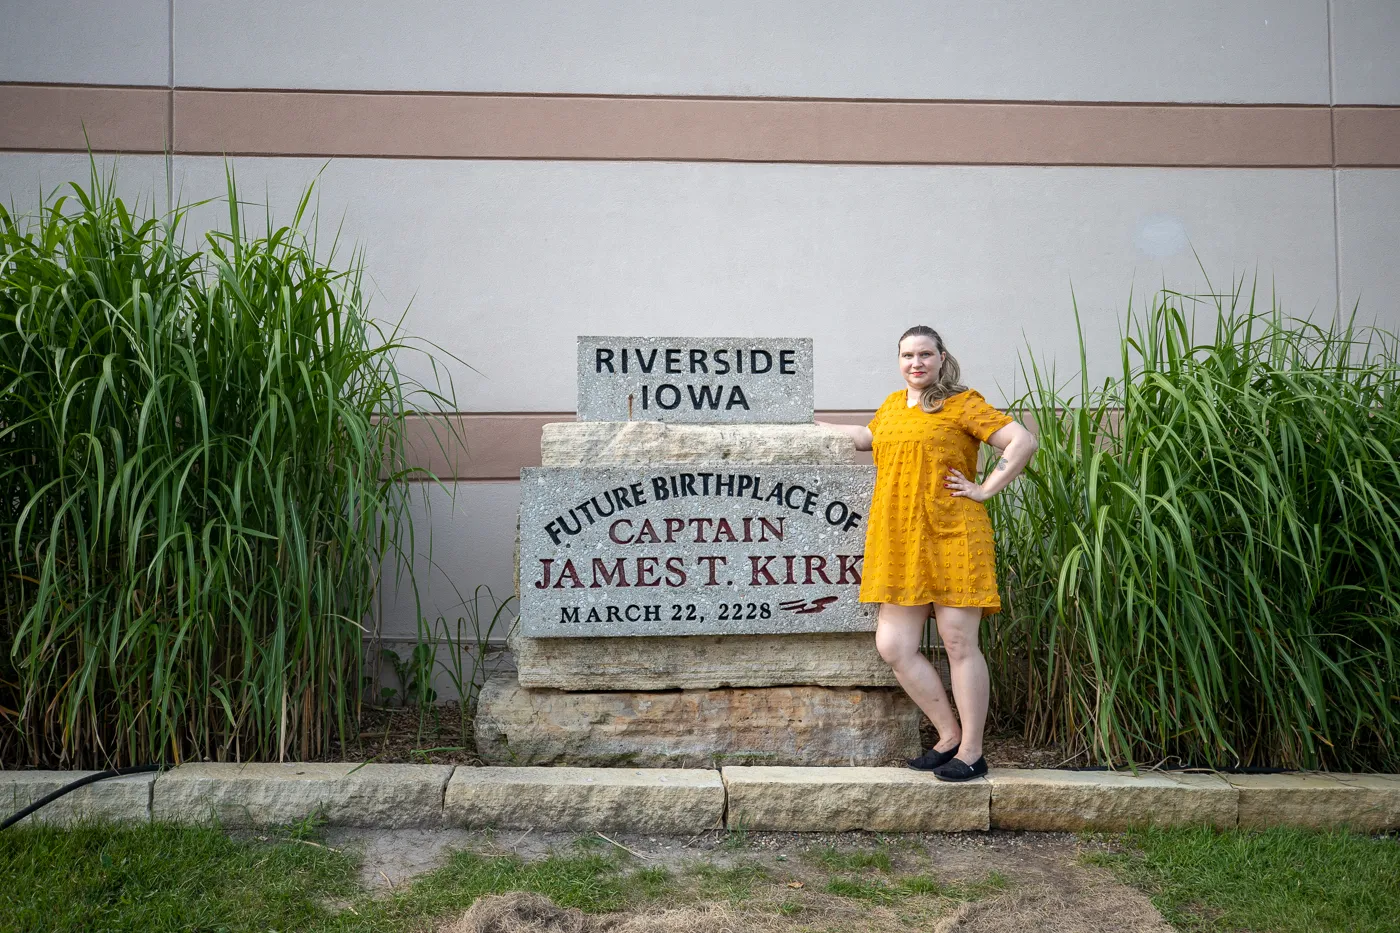 RIVERSIDE
IOWA
FUTURE BIRTHPLACE OF
CAPTAIN
JAMES T. KIRK
MARCH 22, 2228